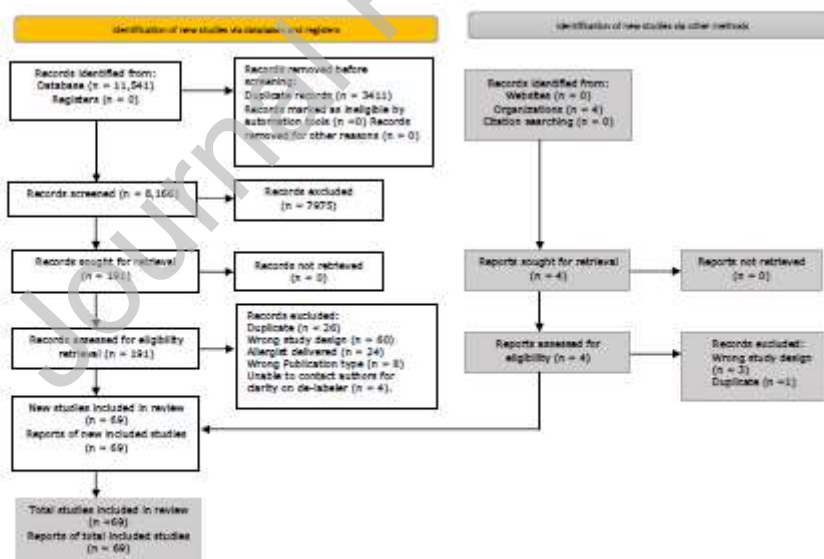 Identification of new studies via databases and registers
Identification of new studies via other methods
Records identified from:
Database (n = 11,541)
Registers (n = 0)
Records removed before
screening:
Duplicate records (n = 3411)
Records marked as ineligible by
automation tools (n =0) Records
removed for other reasons (n = 0)
Records identified from:
Websites (n = 0)
Organizations (n = 4)
Citation searching (n = 0)
Records screened (n = 8,166)
Records excluded
(n = 7975)
Records sought for retrieval
(n = 191)
Records not retrieved
(n = 0)
Reports sought for retrieval
(n = 4)
Reports not retrieved
(n = 0)
Records assessed for eligibility
retrieval (n = 191)
Records excluded:
Duplicate (n = 26)
Wrong study design (n = 60)
Allergist delivered (n = 24)
Wrong Publication type (n = 8)
Unable to contact authors for
clarity on de-labeler (n = 4).
Reports assessed for
eligibility (n = 4)
Records excluded:
Wrong study design
(n = 3)
Duplicate (n =1)
New studies included in review
(n = 69)
Reports of new included studies
(n = 69)
Total studies included in review
(n =69)
Reports of total included studies
(n = 69)
Journal